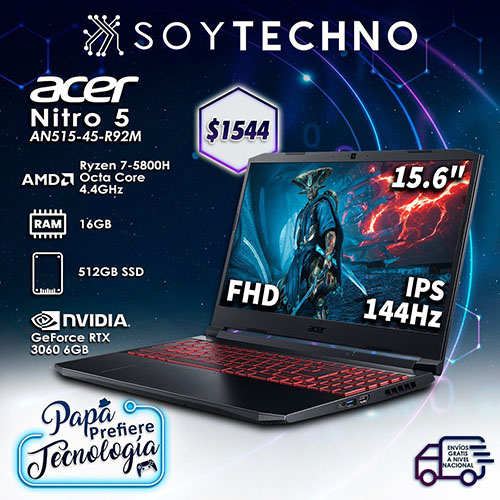 SOYTECHNO
acer
Nitro 5
AN515-45-R92M
$1544
AMD
Ryzen 7-5800H
Octa Core
4.4GHz
RAM
16GB
512GB SSD
NVIDIA.
GeForce RTX
3060 6GB
15.6"
FHD
IPS
144Hz
acer
Papá
Prefiere
Tecnología
ENVÍOS
GRATIS
A NIVEL
NACIONAL